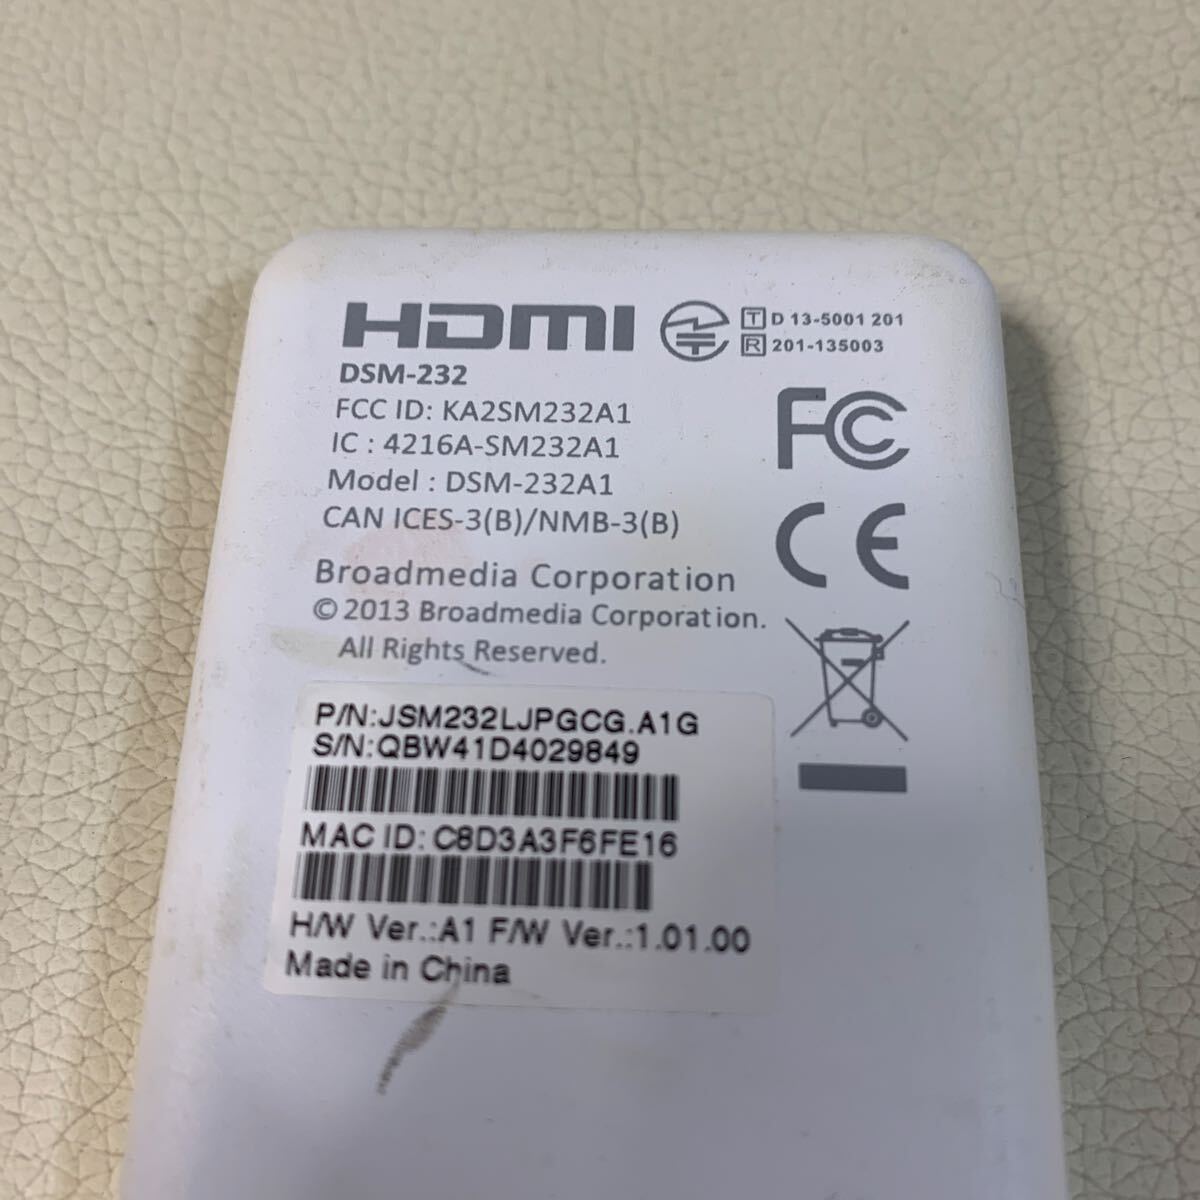 HDMI
T D 13-5001 201
R 201-135003
DSM-232
FCC ID: KA2SM232A1
IC : 4216A-SM232A1
Model : DSM-232A1
CAN ICES-3(B)/NMB-3(B)
FC
CE
Broadmedia Corporation
© 2013 Broadmedia Corporation.
All Rights Reserved.
P/N:JSM232LJPGCG.A1G
S/N:QBW41D4029849
MAC ID: C8D3A3F6FE16
H/W Ver.:A1 F/W Ver.:1.01.00
Made in China